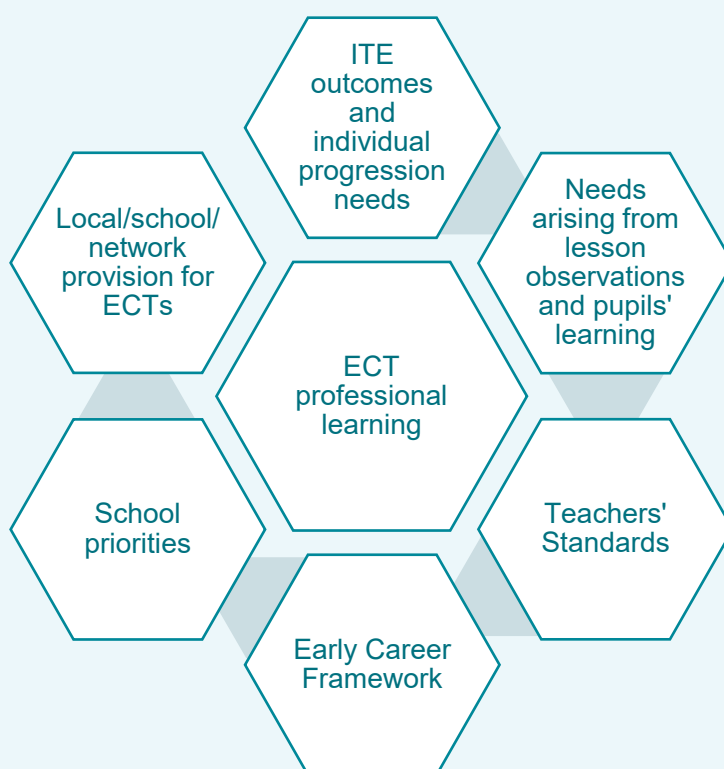 ITE
outcomes
and
individual
progression
needs
Needs
arising from
lesson
observations
and pupils'
learning
Local/school/
network
provision for
ECTs
ECT
professional
learning
Teachers'
Standards
School
priorities
Early Career
Framework